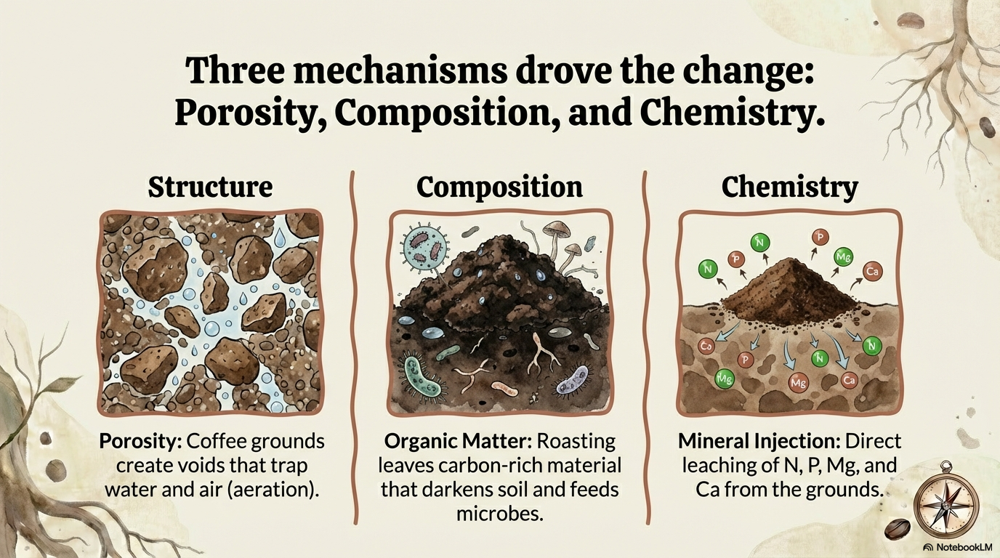 Three mechanisms drove the change:
Porosity, Composition, and Chemistry.
Structure
Porosity: Coffee grounds
create voids that trap
water and air (aeration).
Composition
Organic Matter: Roasting
leaves carbon-rich material
that darkens soil and feeds
microbes.
Chemistry
N
P
N
P
Mg
Ca
Ca
P
Mg
Mg
N
Ca
N
Mineral Injection: Direct
leaching of N, P, Mg, and
Ca from the grounds.
NotebookLM